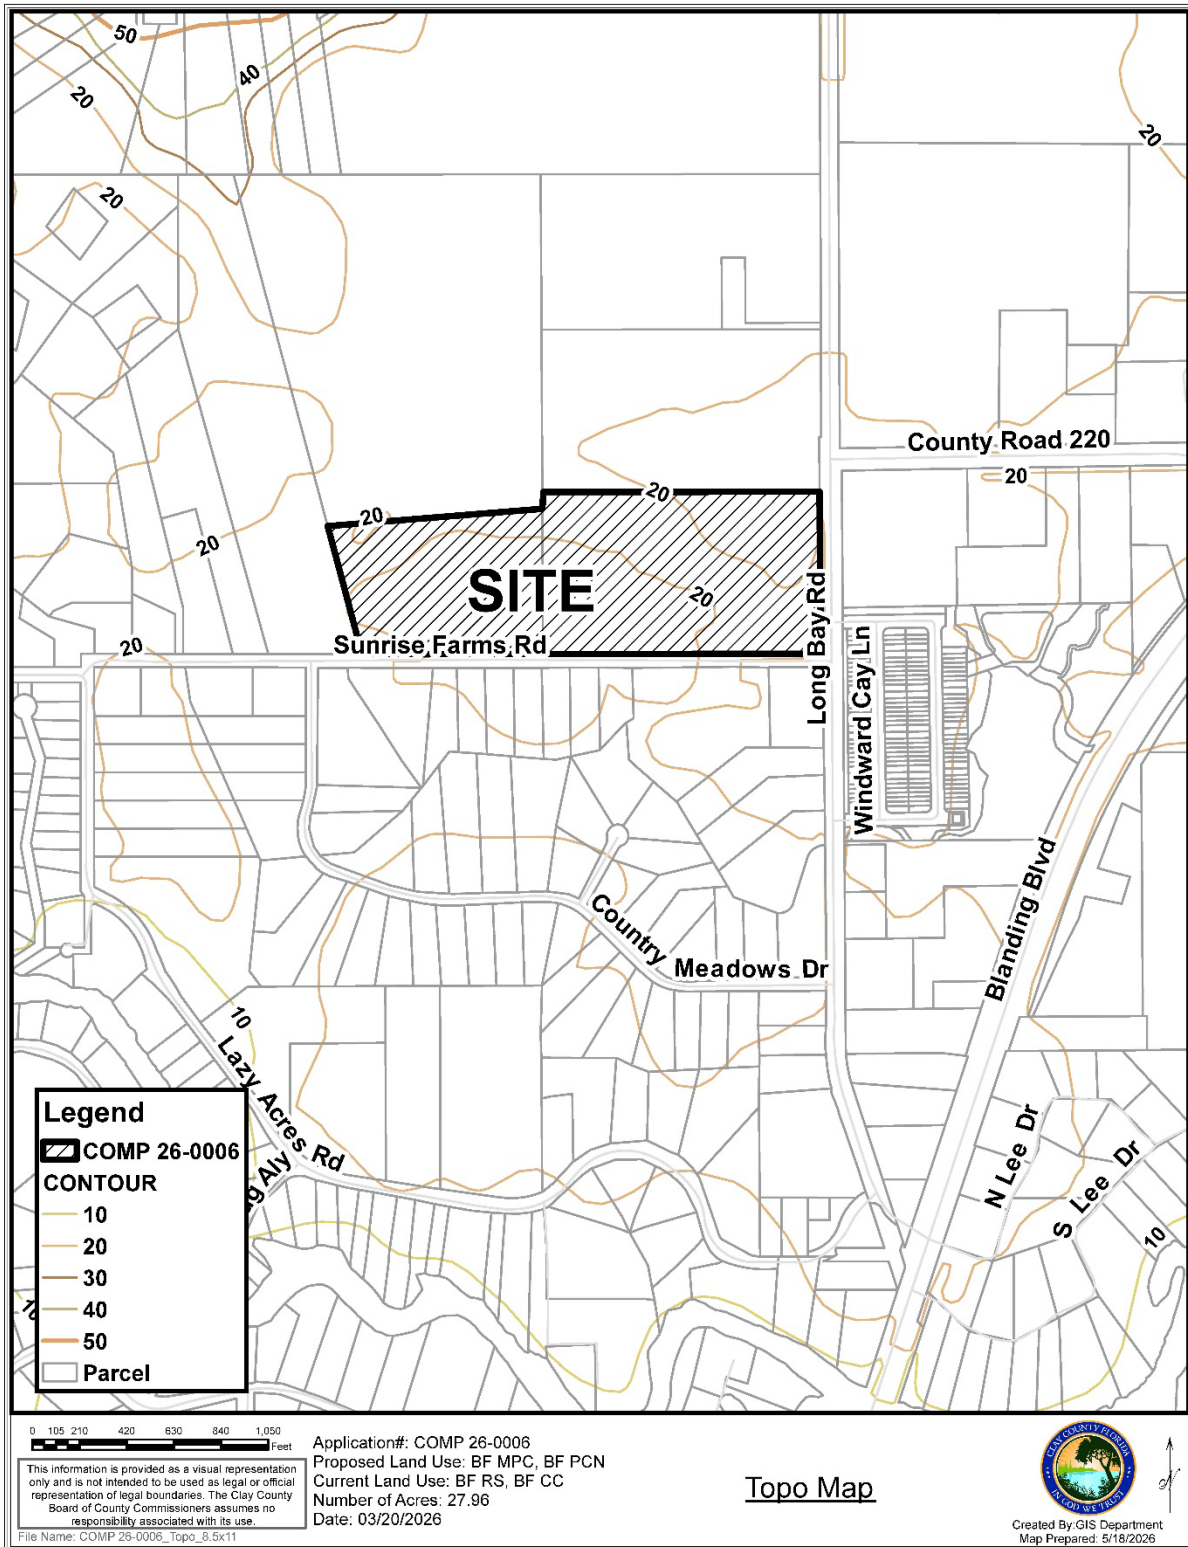 50
40
20
20
20
20
20
20
County Road 220
20
20
SITE
20
Sunrise Farms Rd
Long Bay Rd
Windward Cay Ln
Blanding Blvd
Country
Meadows Dr
10
Lazy Acres Rd
g Aly
N Lee Dr
S Lee Dr
10
10
Legend
COMP 26-0006
CONTOUR
10
20
30
40
50
Parcel
0 105 210 420 630 840 1,050
Feet
This information is provided as a visual representation
only and is not intended to be used as legal or official
representation of legal boundaries. The Clay County
Board of County Commissioners assumes no
responsibility associated with its use.
File Name: COMP 26-0006_Topo_8.5x11
Application#: COMP 26-0006
Proposed Land Use: BF MPC, BF PCN
Current Land Use: BF RS, BF CC
Number of Acres: 27.96
Date: 03/20/2026
Topo Map
CLAY COUNTY FLORIDA
IN GOD WE TRUST
N
Created By:GIS Department
Map Prepared: 5/18/2026